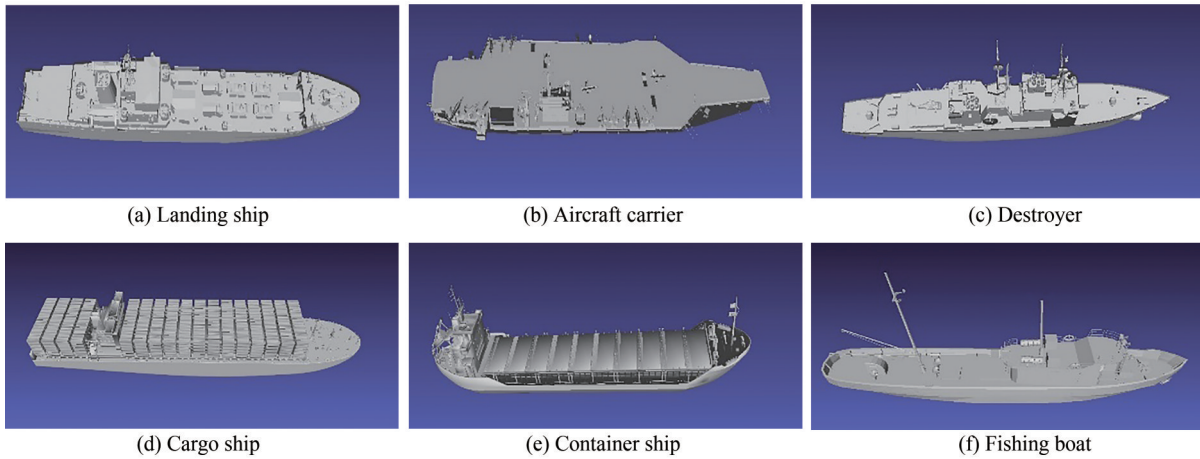 (a) Landing ship
(b) Aircraft carrier
(c) Destroyer
(d) Cargo ship
(e) Container ship
(f) Fishing boat